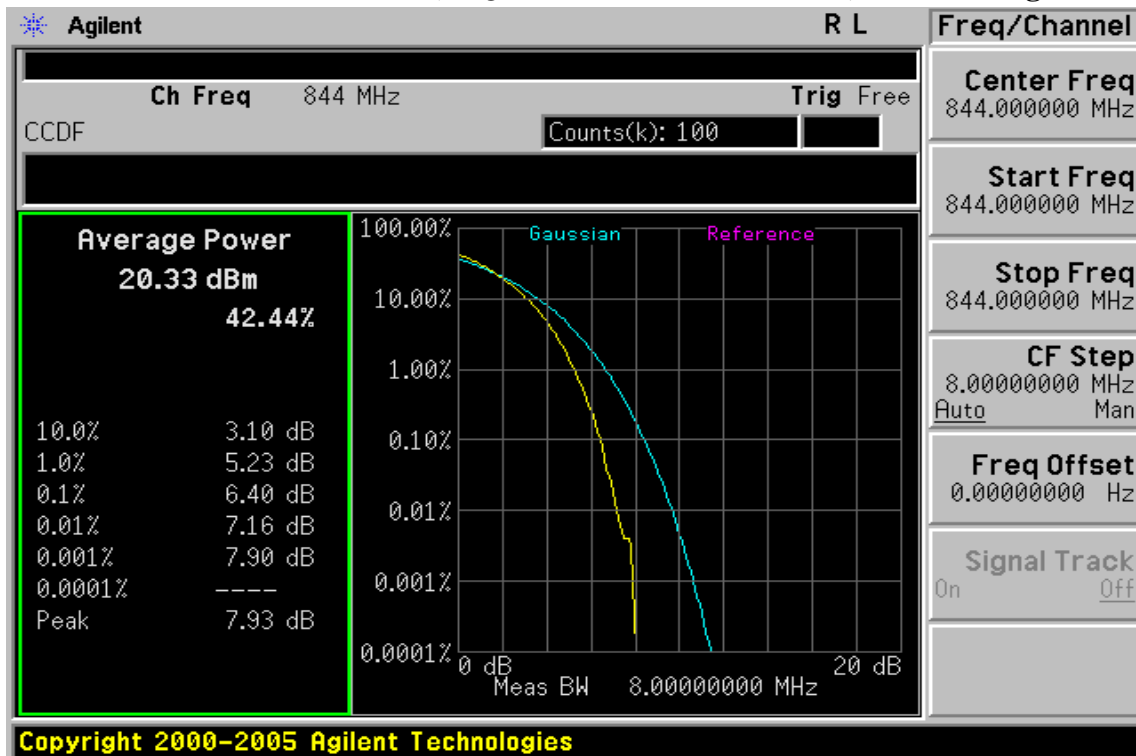 Agilent
R L
Freq/Channel
Ch Freq 844 MHz
Trig Free
CCDF
Counts(k): 100
Average Power
20.33 dBm
42.44%
10.0% 3.10 dB
1.0% 5.23 dB
0.1% 6.40 dB
0.01% 7.16 dB
0.001% 7.90 dB
0.0001% ----
Peak 7.93 dB
100.00%
Gaussian
Reference
10.00%
1.00%
0.10%
0.01%
0.001%
0.0001%
0 dB
20 dB
Meas BW 8.00000000 MHz
Center Freq
844.000000 MHz
Start Freq
844.000000 MHz
Stop Freq
844.000000 MHz
CF Step
8.00000000 MHz
Auto Man
Freq Offset
0.00000000 Hz
Signal Track
On Off
Copyright 2000-2005 Agilent Technologies